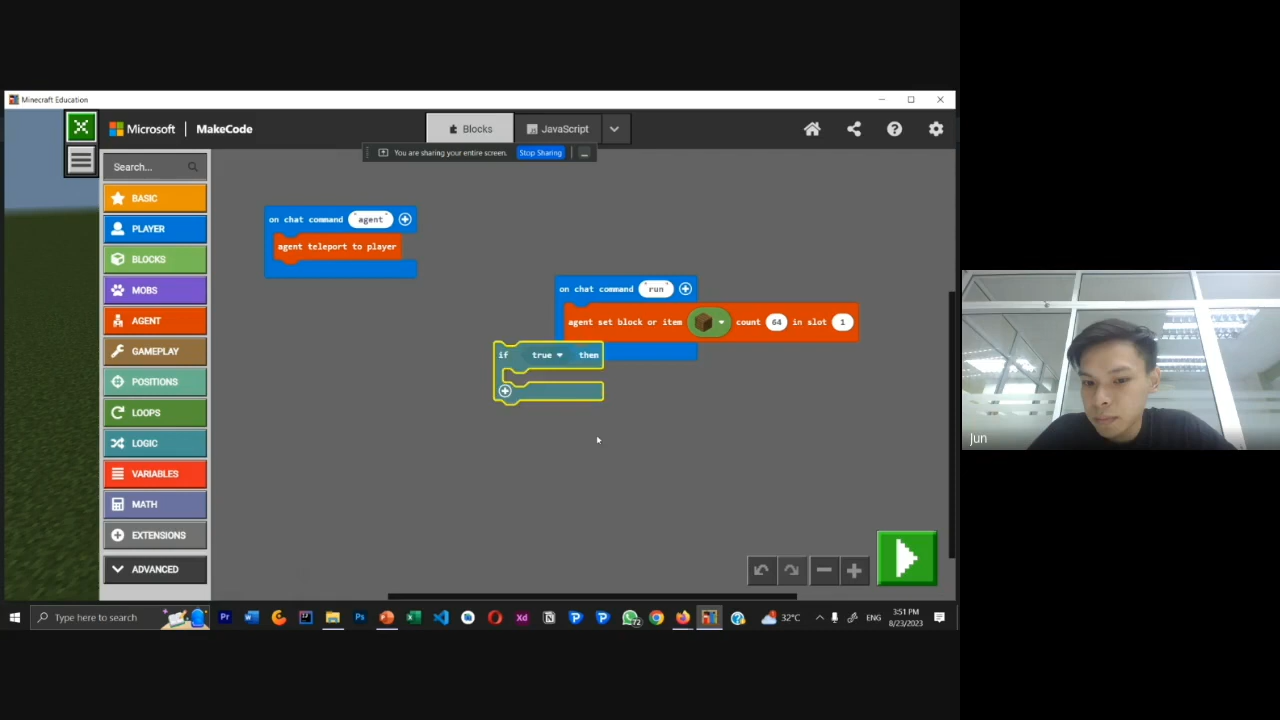 Minecraft Education
Microsoft | MakeCode
Blocks
JavaScript
You are sharing your entire screen.
Stop Sharing
Search...
BASIC
PLAYER
BLOCKS
MOBS
AGENT
GAMEPLAY
POSITIONS
LOOPS
LOGIC
VARIABLES
MATH
EXTENSIONS
ADVANCED
on chat command "agent"
agent teleport to player
on chat command "run"
agent set block or item count 64 in slot 1
if true then
Jun
Type here to search
32°C
ENG
3:51 PM
8/23/2023